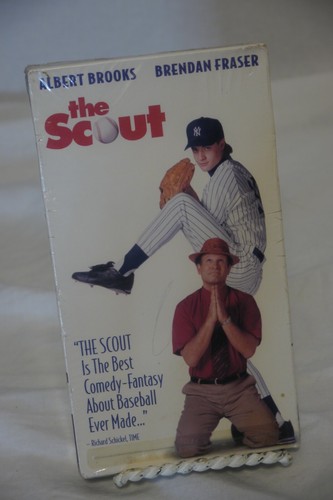 ALBERT BROOKS BRENDAN FRASER
the
Scout
"THE SCOUT
Is The Best
Comedy-Fantasy
About Baseball
Ever Made..."
- Richard Schickel, TIME